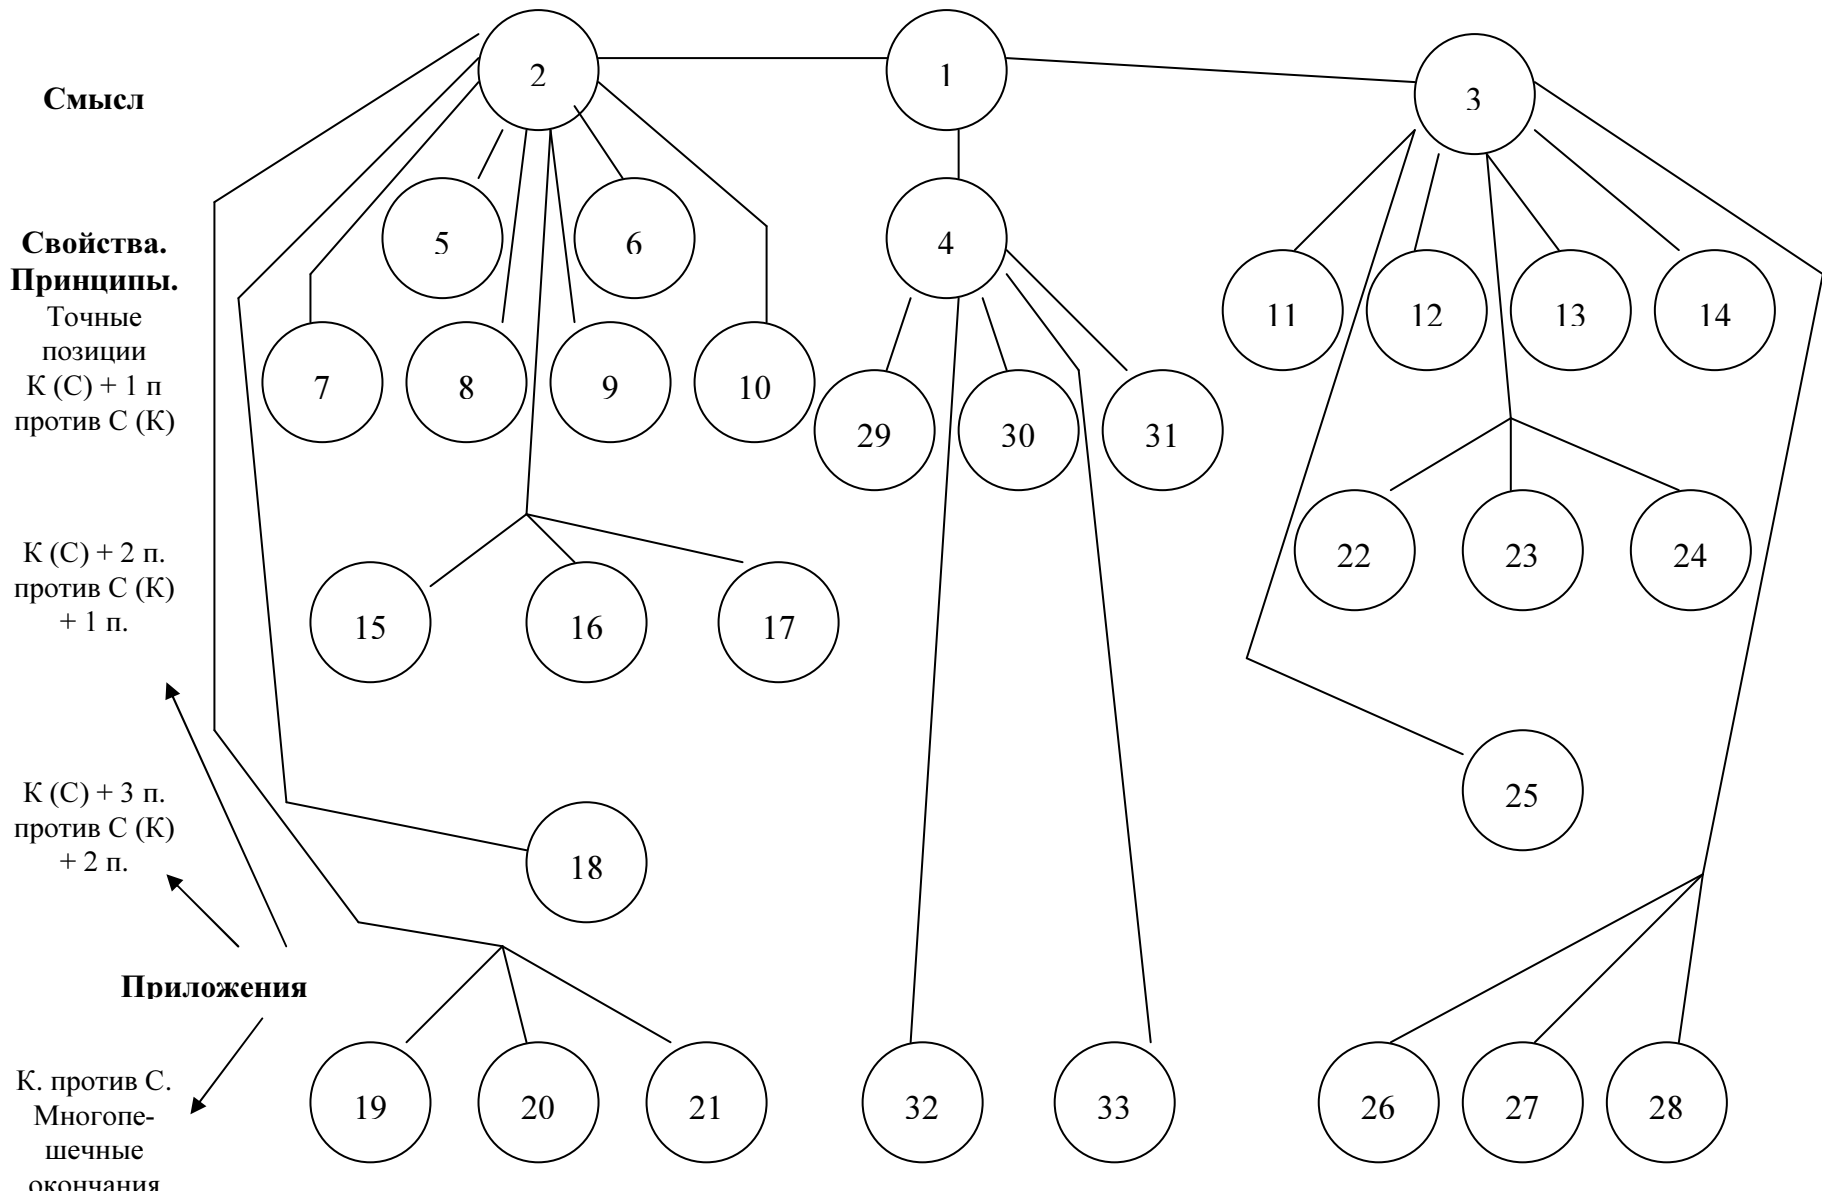 2
1
3
Смысл
5
6
4
Свойства.
Принципы.
Точные
позиции
К (С) + 1 п
против С (К)
11
12
13
14
7
8
9
10
29
30
31
К (С) + 2 п.
против С (К)
+ 1 п.
22
23
24
15
16
17
К (С) + 3 п.
против С (К)
+ 2 п.
25
18
Приложения
К. против С.
Многопе-
шечные
окончания
19
20
21
32
33
26
27
28